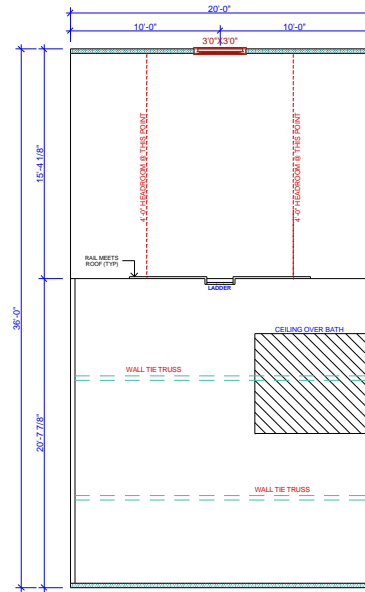 20'-0"
10'-0"
10'-0"
3'0"X3'0"
4'-0" HEADROOM @ THIS POINT
4'-0" HEADROOM @ THIS POINT
15'-4 1/8"
RAIL MEETS
ROOF (TYP)
LADDER
36'-0"
CEILING OVER BATH
WALL TIE TRUSS
20'-7 7/8"
WALL TIE TRUSS